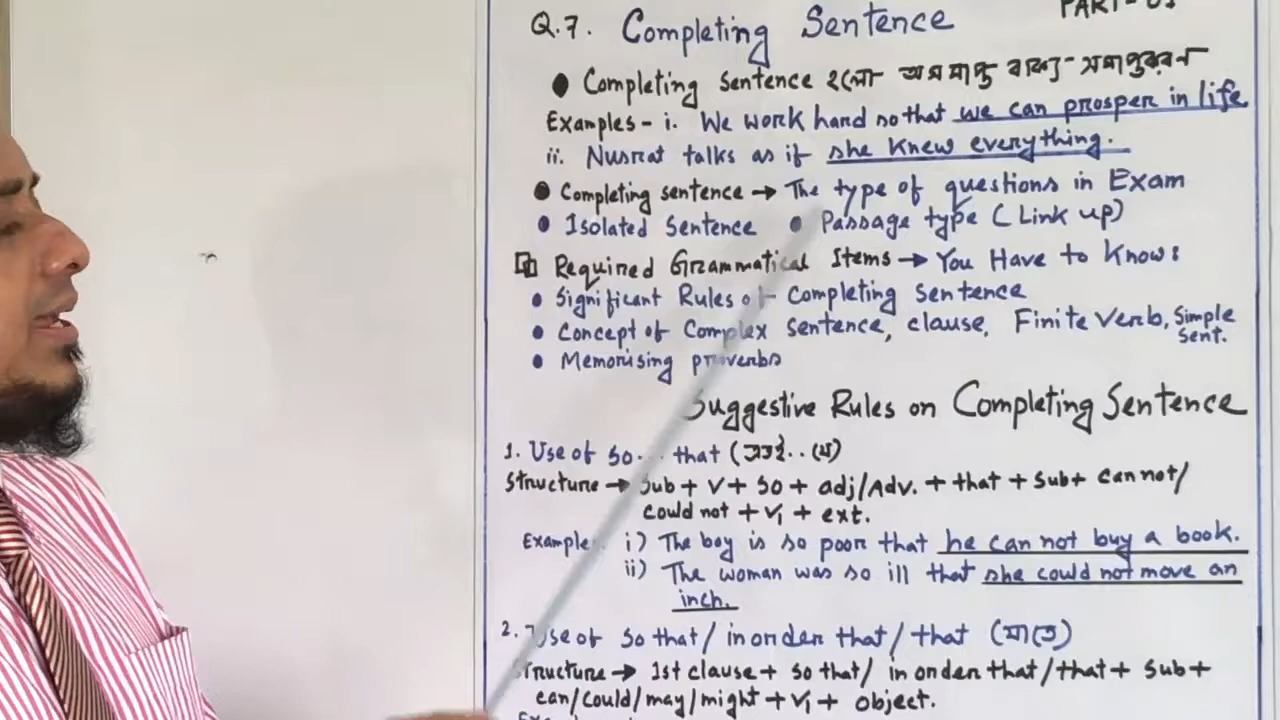 PART-01
Q.7. Completing Sentence
● Completing sentence হলো অসমাপ্ত বাক্য সমাপ্তকরন
Examples - i. We work hard so that we can prosper in life
ii. Nusrat talks as if she knew everything.
● Completing sentence → The type of questions in Exam
● Isolated Sentence ● Passage type (Link up)
Required Grammatical Items → You Have to Know:
• Significant Rules of Completing Sentence
• Concept of Complex Sentence, clause, Finite Verb, Simple Sent.
• Memorising proverbs
Suggestive Rules on Completing Sentence
1. Use of so... that (এতই..যে)
Structure → Sub + V + so + adj/Adv. + that + Sub + can not/
could not + V₁ + ext.
Example: i) The boy is so poor that he can not buy a book.
ii) The woman was so ill that she could not move an
inch.
2. Use of So that/ in order that/ that (যাতে)
Structure → 1st clause + so that/ in order that/that + Sub +
can/could/may/might + V₁ + object.